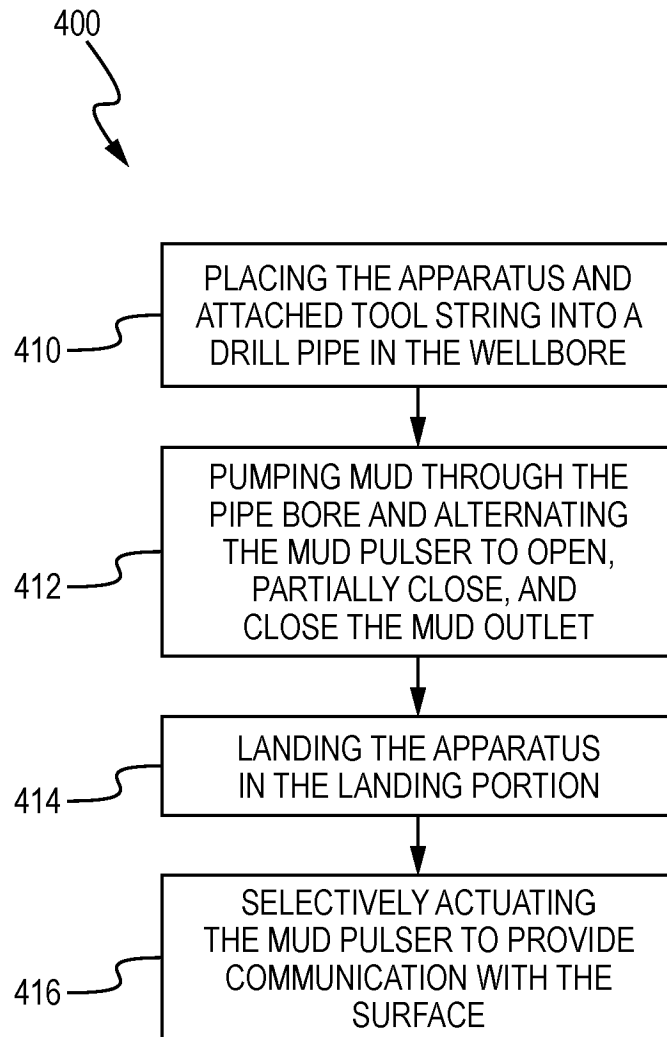 400
410
PLACING THE APPARATUS AND
ATTACHED TOOL STRING INTO A
DRILL PIPE IN THE WELLBORE
412
PUMPING MUD THROUGH THE
PIPE BORE AND ALTERNATING
THE MUD PULSER TO OPEN,
PARTIALLY CLOSE, AND
CLOSE THE MUD OUTLET
414
LANDING THE APPARATUS
IN THE LANDING PORTION
416
SELECTIVELY ACTUATING
THE MUD PULSER TO PROVIDE
COMMUNICATION WITH THE
SURFACE